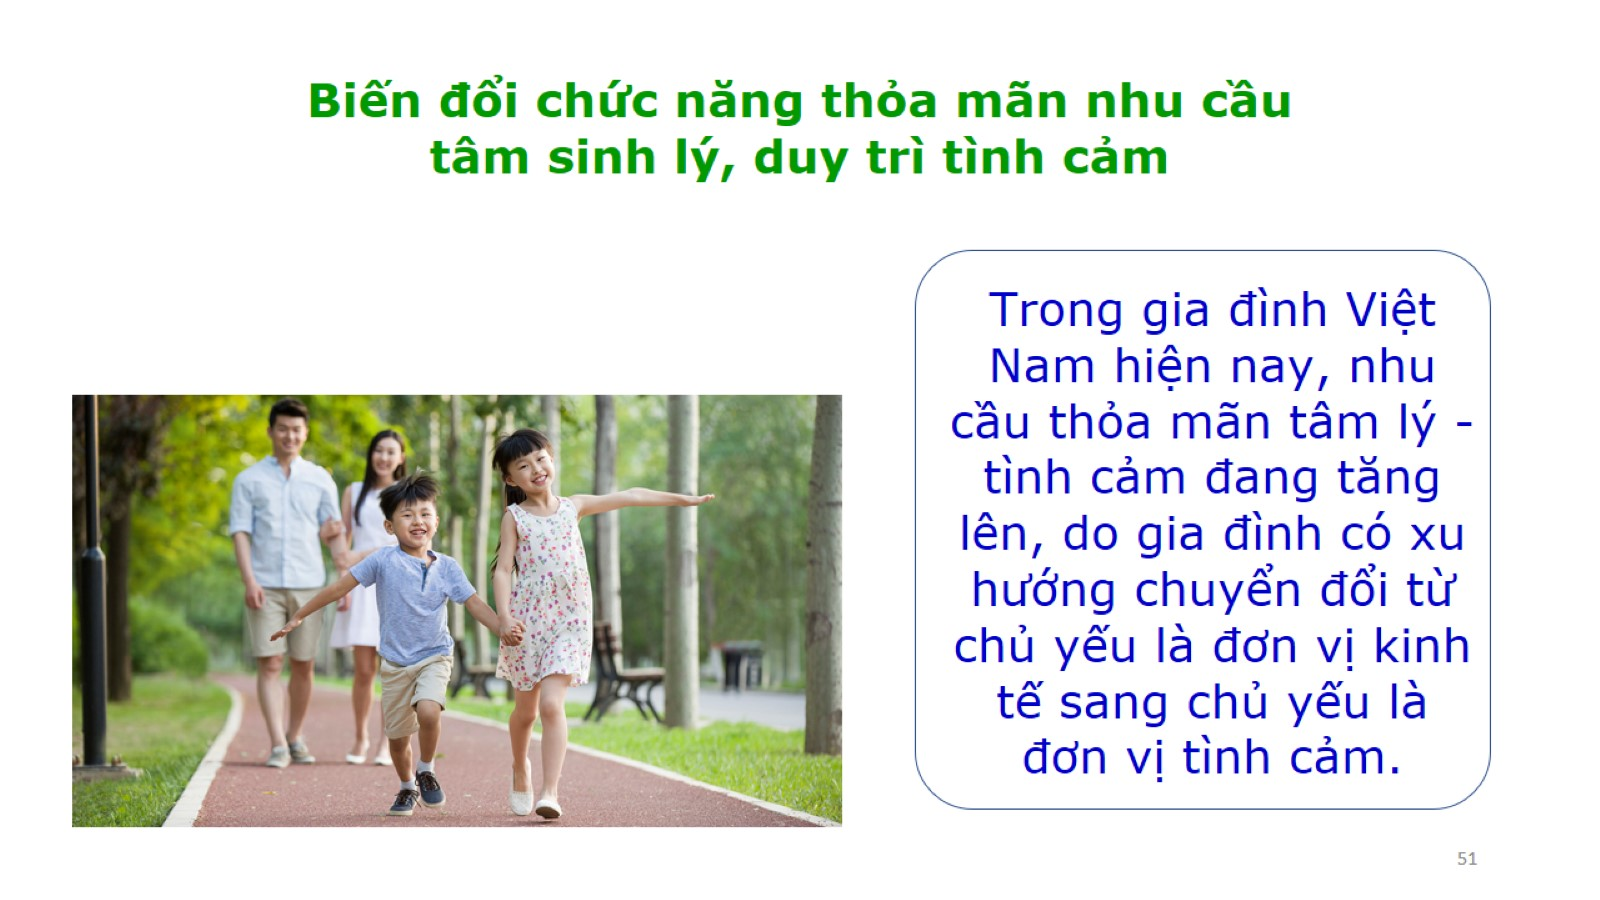 Biến đổi chức năng thỏa mãn nhu cầu
tâm sinh lý, duy trì tình cảm
Trong gia đình Việt
Nam hiện nay, nhu
cầu thỏa mãn tâm lý -
tình cảm đang tăng
lên, do gia đình có xu
hướng chuyển đổi từ
chủ yếu là đơn vị kinh
tế sang chủ yếu là
đơn vị tình cảm.
51